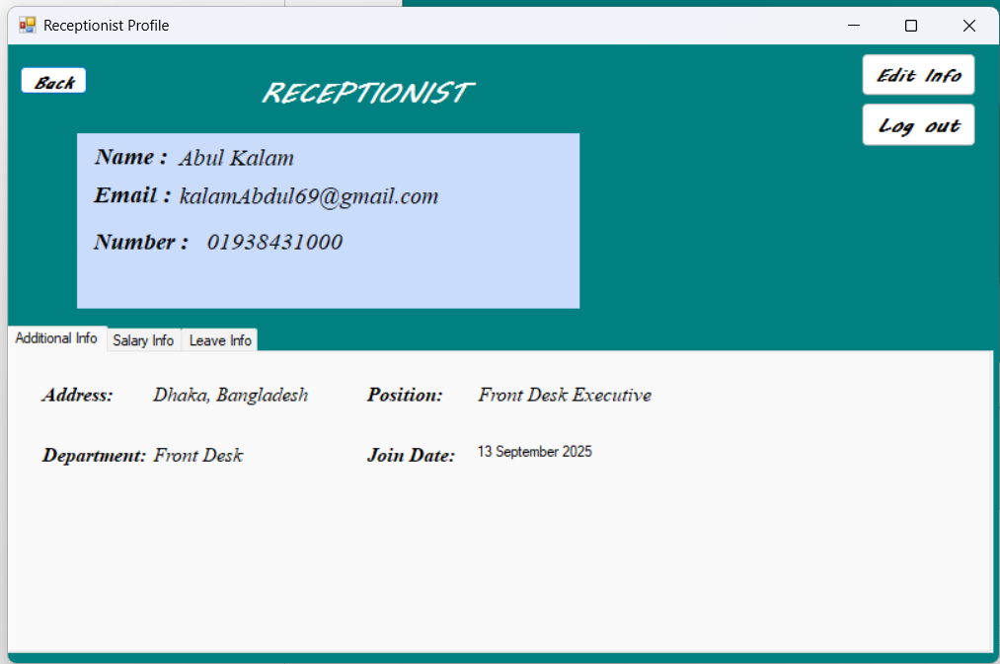 Receptionist Profile
Back
RECEPTIONIST
Edit Info
Log out
Name : Abul Kalam
Email : kalamAbdul69@gmail.com
Number : 01938431000
Additional Info Salary Info Leave Info
Address: Dhaka, Bangladesh Position: Front Desk Executive
Department: Front Desk Join Date: 13 September 2025